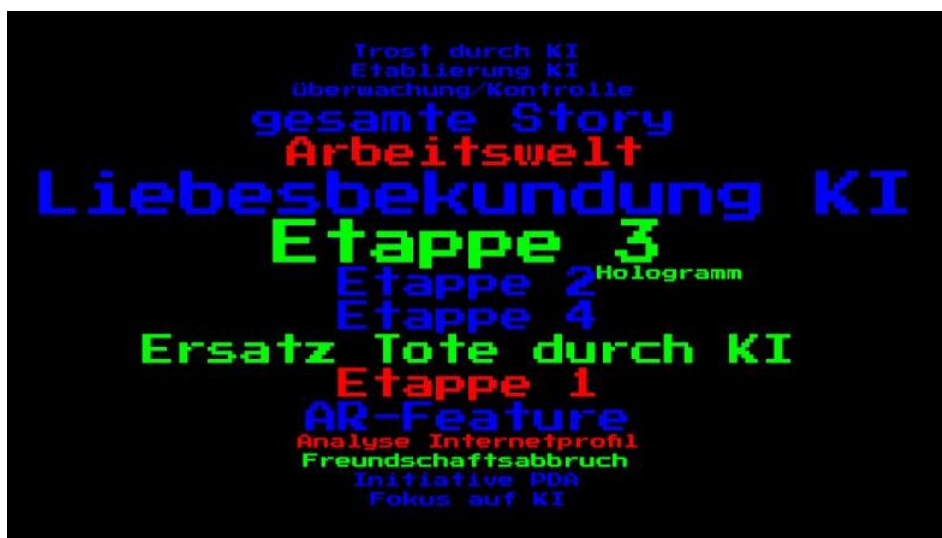 Trost durch KI
Etablierung KI
Überwachung/Kontrolle
gesamte Story
Arbeitswelt
Liebesbekundung KI
Etappe 3
Hologramm
Etappe 2
Etappe 4
Ersatz Tote durch KI
Etappe 1
AR-Feature
Analyse Internetprofil
Freundschaftsabbruch
Initiative PDA
Fokus auf KI